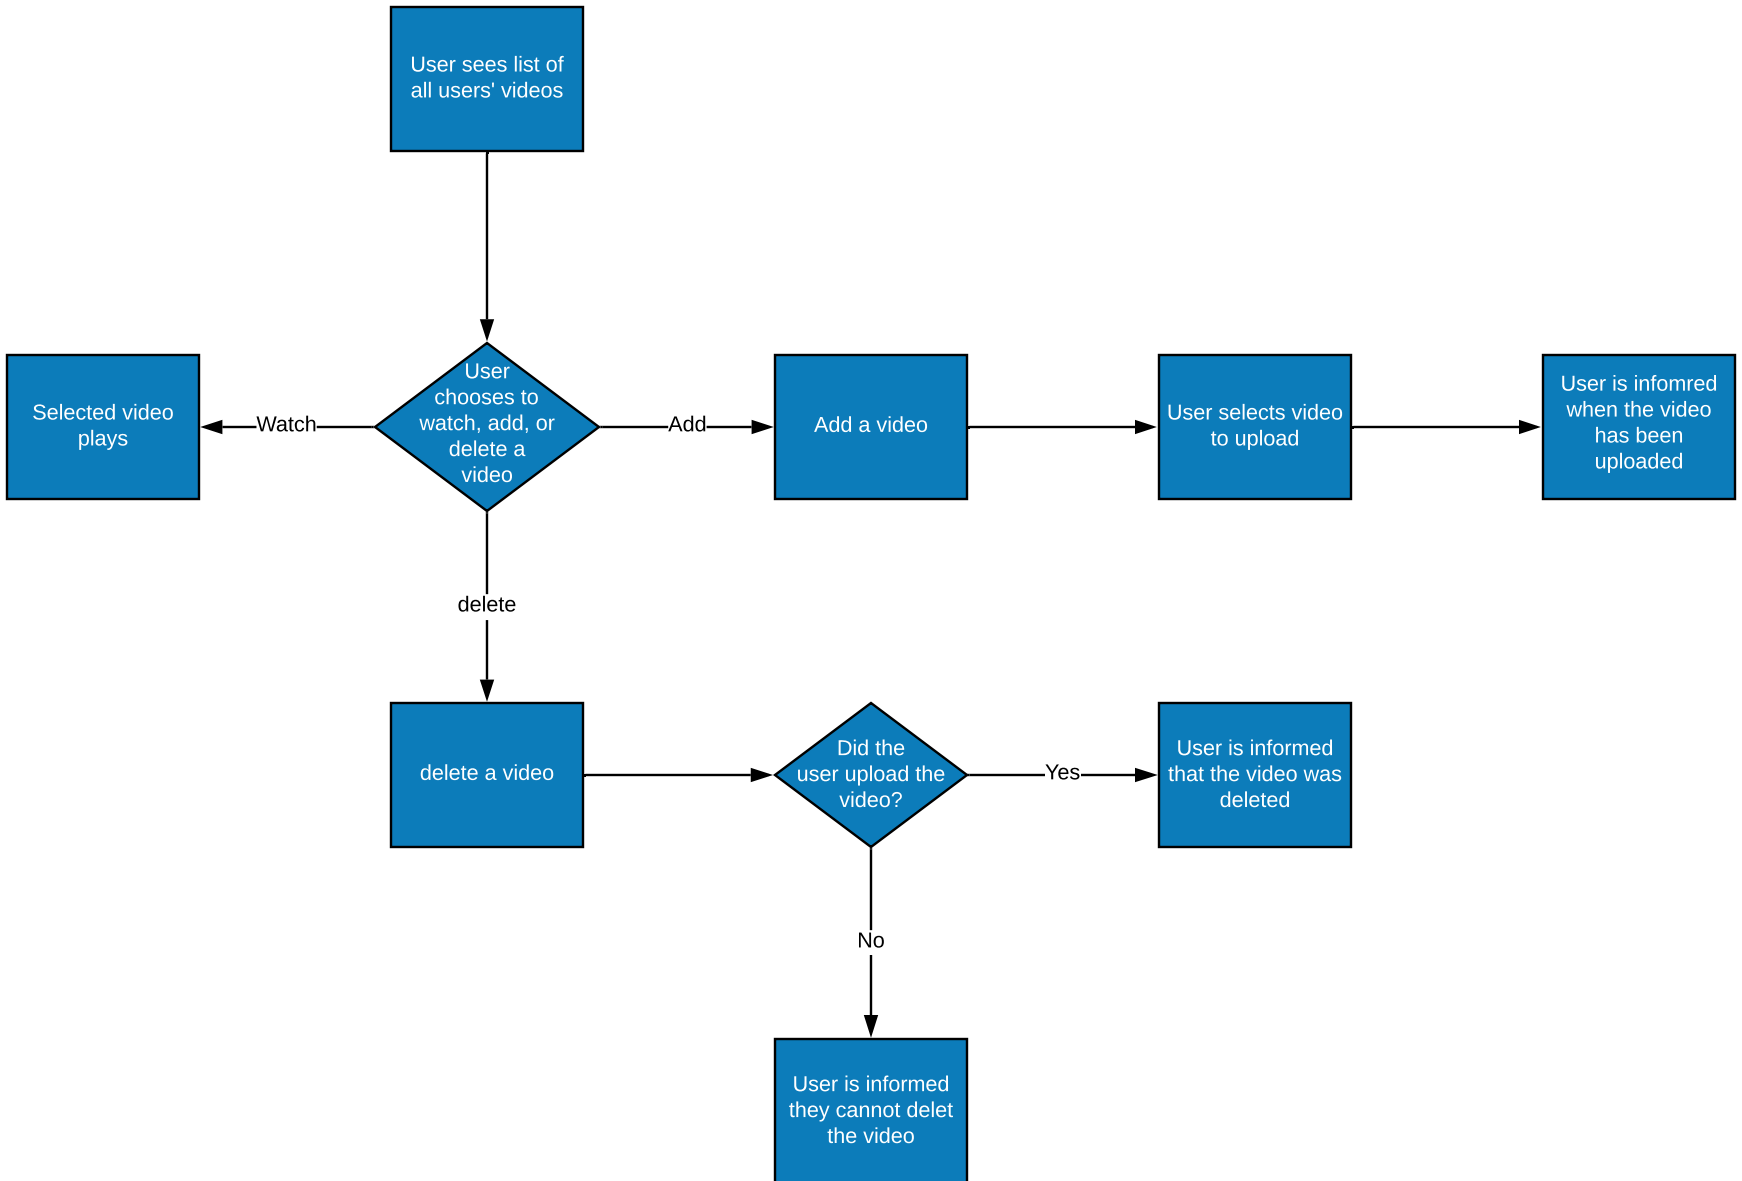 User sees list of
all users' videos
Selected video
plays
Watch
User
chooses to
watch, add, or
delete a
video
Add
Add a video
User selects video
to upload
User is infomred
when the video
has been
uploaded
delete
delete a video
Did the
user upload the
video?
Yes
User is informed
that the video was
deleted
No
User is informed
they cannot delet
the video